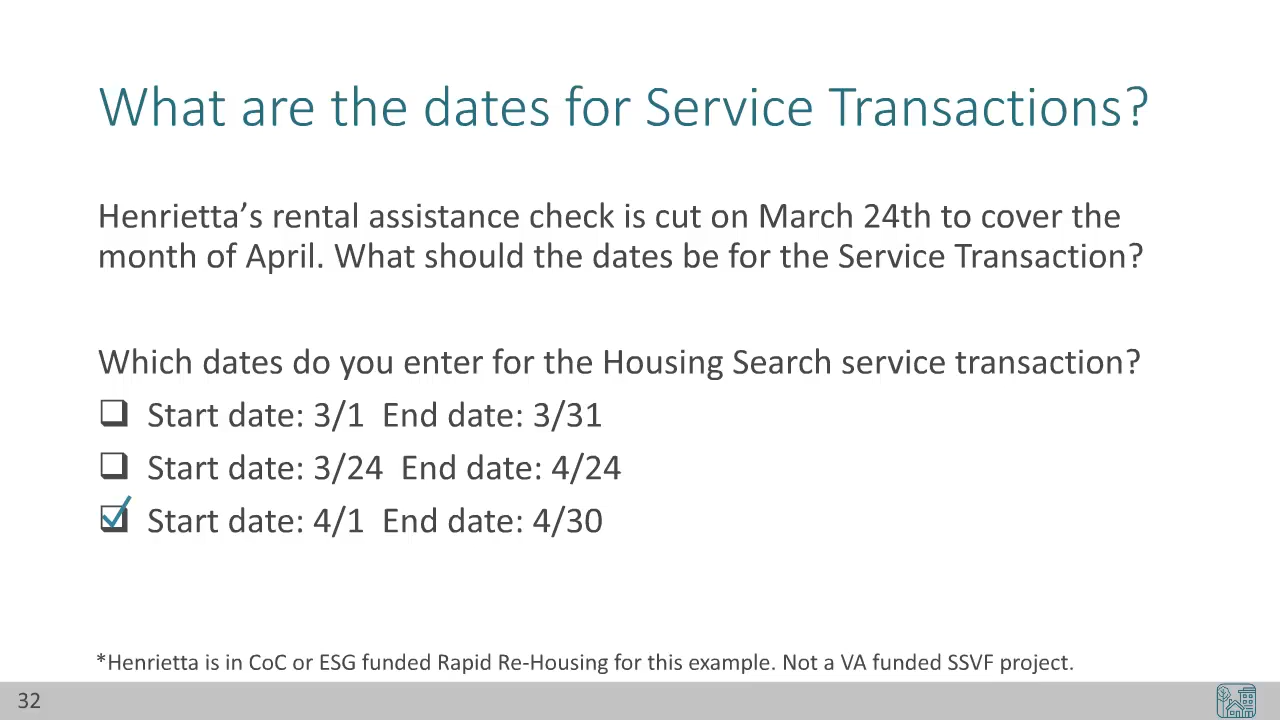 What are the dates for Service Transactions?
Henrietta’s rental assistance check is cut on March 24th to cover the
month of April. What should the dates be for the Service Transaction?
Which dates do you enter for the Housing Search service transaction?
Start date: 3/1 End date: 3/31
Start date: 3/24 End date: 4/24
Start date: 4/1 End date: 4/30
*Henrietta is in CoC or ESG funded Rapid Re-Housing for this example. Not a VA funded SSVF project.
32